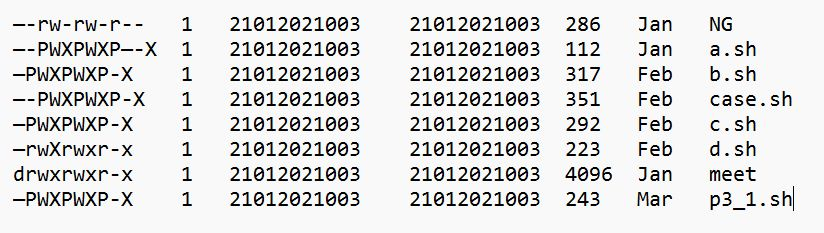 —-rw-rw-r-- 1 21012021003 21012021003 286 Jan NG
—-PWXPWXP—-X 1 21012021003 21012021003 112 Jan a.sh
—PWXPWXP-X 1 21012021003 21012021003 317 Feb b.sh
—-PWXPWXP-X 1 21012021003 21012021003 351 Feb case.sh
—PWXPWXP-X 1 21012021003 21012021003 292 Feb c.sh
—rwXrwxr-x 1 21012021003 21012021003 223 Feb d.sh
drwxrwxr-x 1 21012021003 21012021003 4096 Jan meet
—PWXPWXP-X 1 21012021003 21012021003 243 Mar p3_1.sh